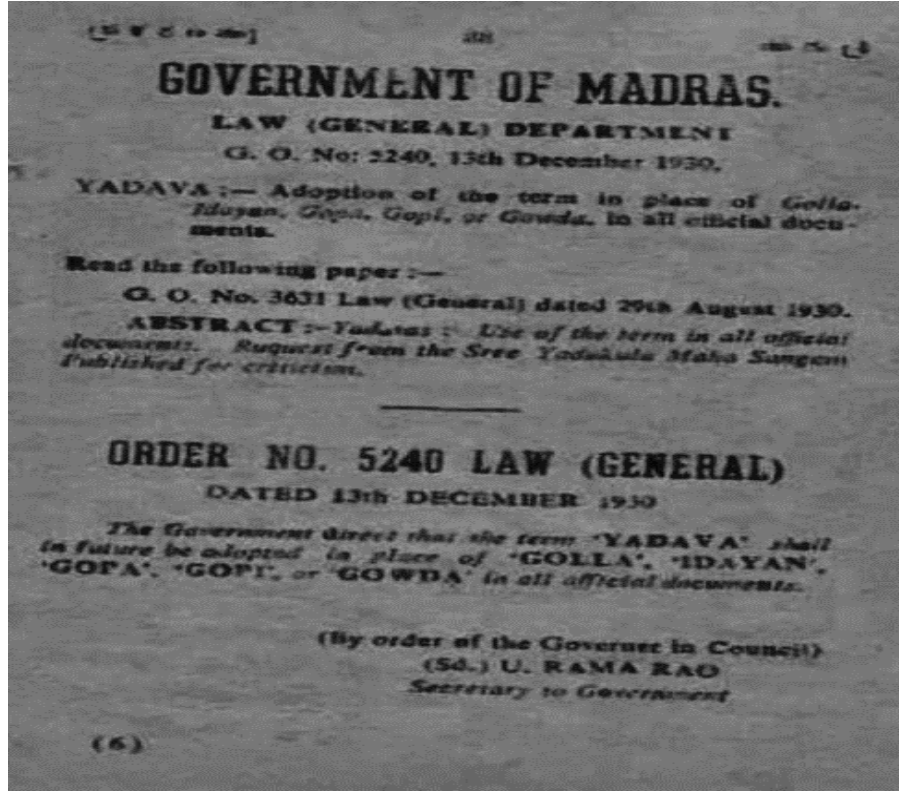 GOVERNMENT OF MADRAS.
LAW (GENERAL) DEPARTMENT
G. O. No: 5240, 13th December 1930.
YADAVA :— Adoption of the term in place of Golla-
Idayan, Gopa, Gopi, or Gowda, in all official docu-
ments.
Read the following paper :—
G. O. No. 3631 Law (General) dated 29th August 1930.
ABSTRACT :-Yadavas : Use of the term in all official
documents. Request from the Sree Yadukula Maha Sangam
Published for criticism.
ORDER NO. 5240 LAW (GENERAL)
DATED 13th DECEMBER 1930
The Government direct that the term 'YADAVA' shall
in future be adopted in place of 'GOLLA', 'IDAYAN',
'GOPA', 'GOPI', or 'GOWDA' in all official documents.
(By order of the Governer in Council)
(Sd.) U. RAMA RAO
Secretary to Government
(6)